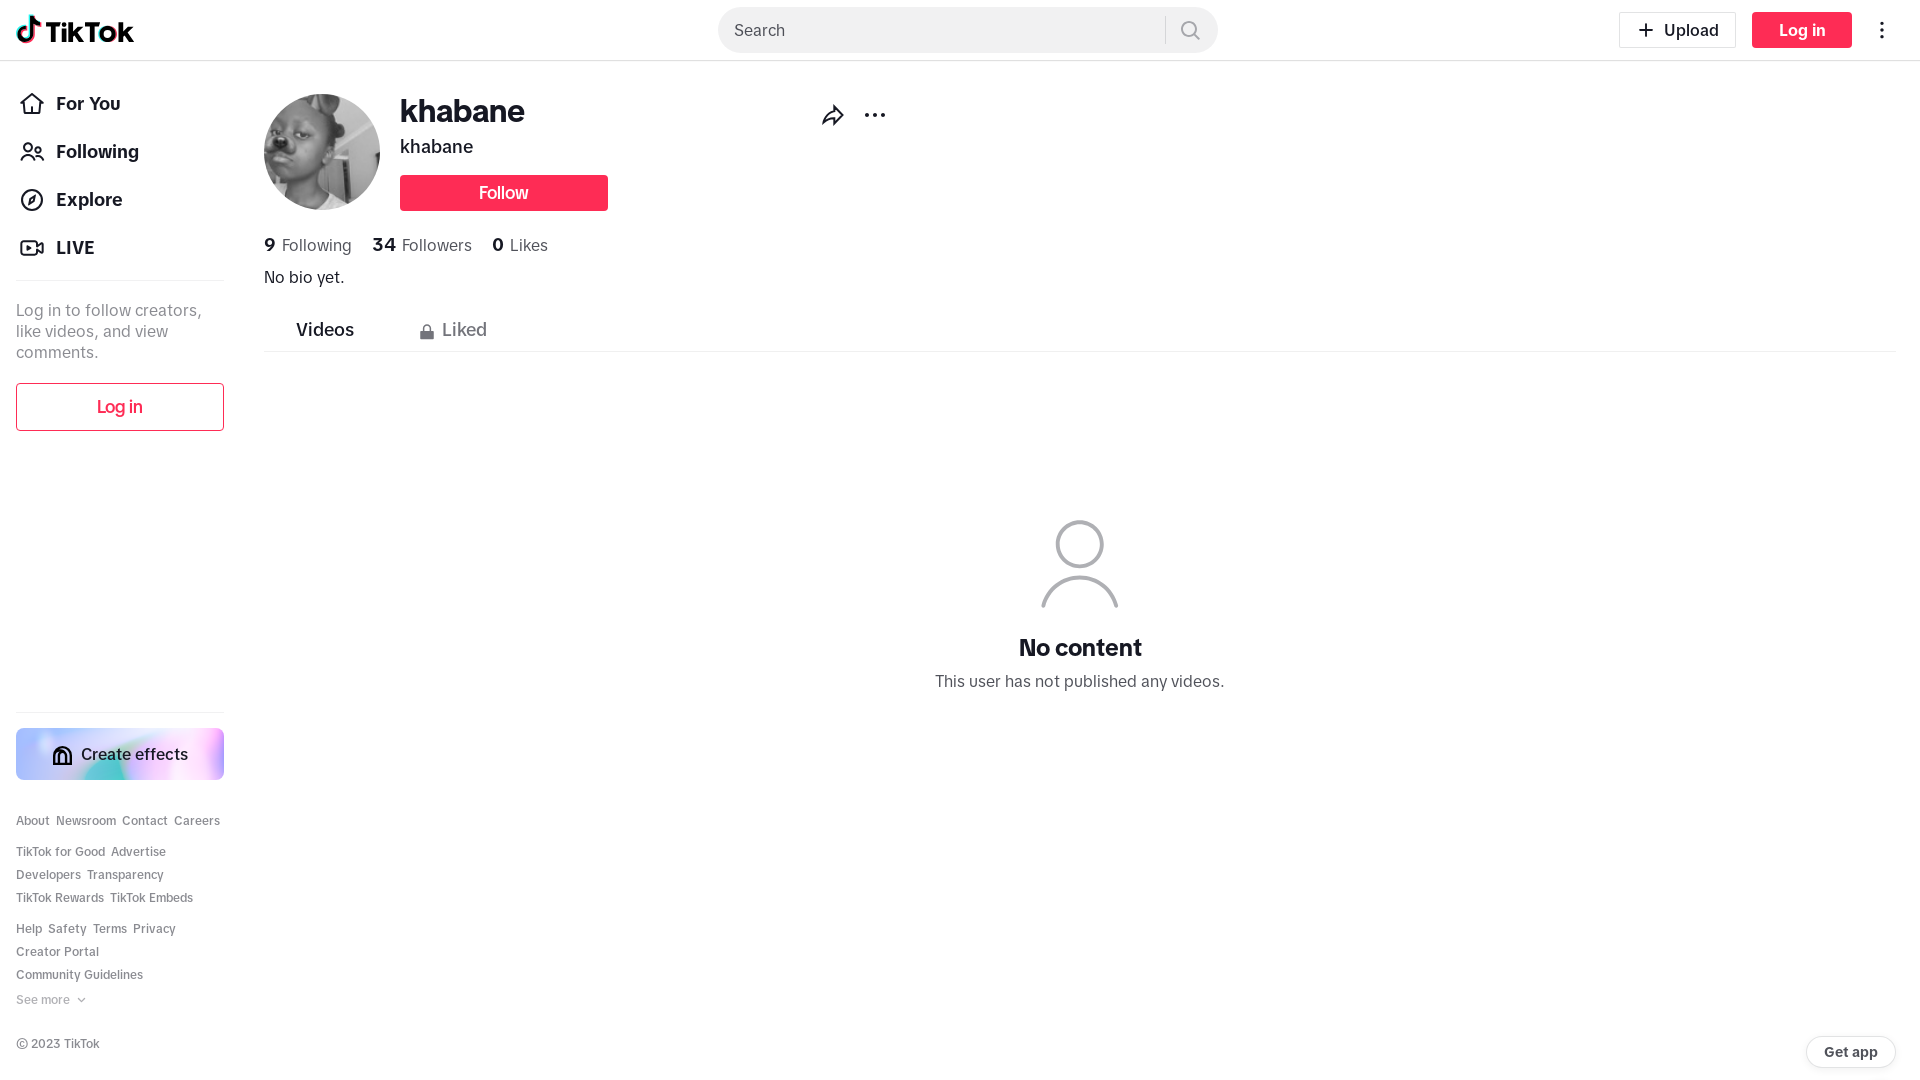 TikTok
Search
Upload
Log in
For You
Following
Explore
LIVE
Log in to follow creators,
like videos, and view
comments.
Log in
khabane
khabane
Follow
9 Following 34 Followers 0 Likes
No bio yet.
Videos Liked
No content
This user has not published any videos.
Create effects
About Newsroom Contact Careers
TikTok for Good Advertise
Developers Transparency
TikTok Rewards TikTok Embeds
Help Safety Terms Privacy
Creator Portal
Community Guidelines
See more
© 2023 TikTok
Get app